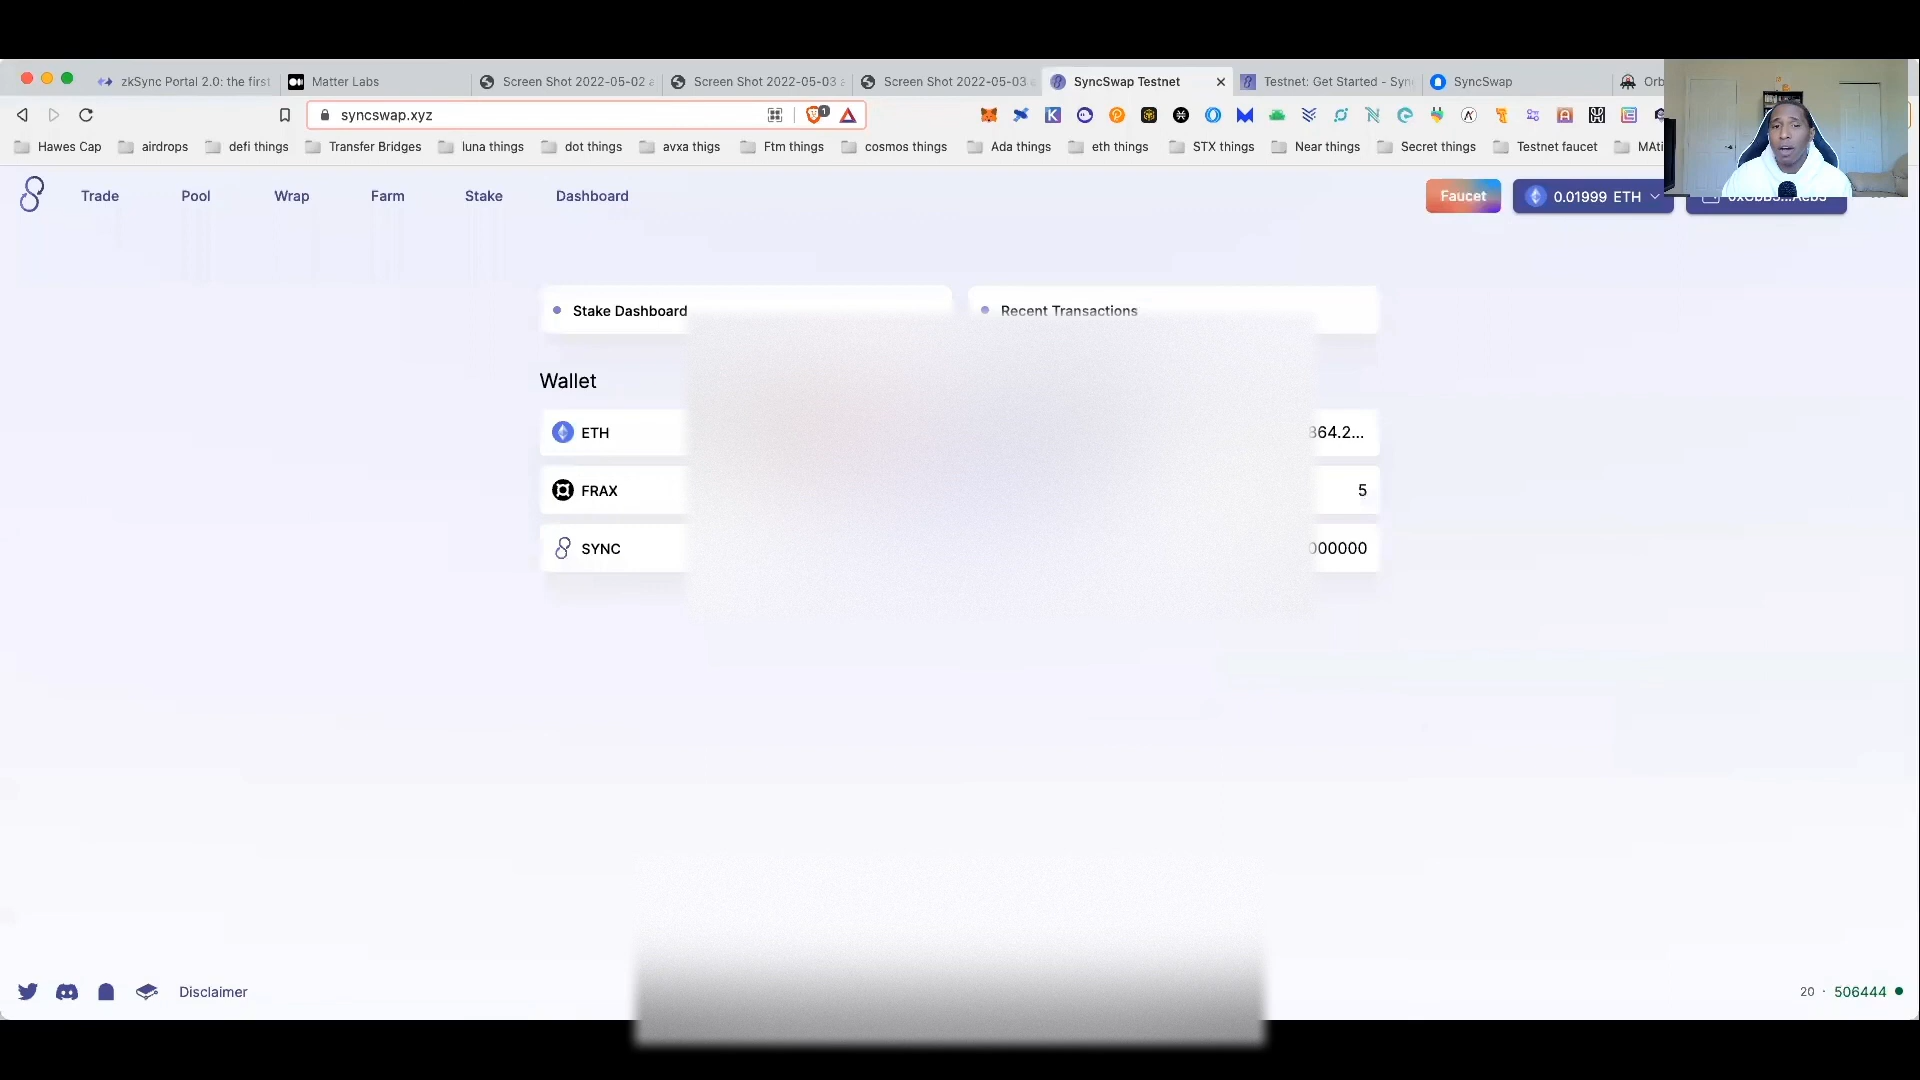 zkSync Portal 2.0: the first
Matter Labs
Screen Shot 2022-05-02
Screen Shot 2022-05-03
Screen Shot 2022-05-03
SyncSwap Testnet
Testnet: Get Started - Syn
SyncSwap
Orb
syncswap.xyz
1
Hawes Cap
airdrops
defi things
Transfer Bridges
luna things
dot things
avxa thigs
Ftm things
cosmos things
Ada things
eth things
STX things
Near things
Secret things
Testnet faucet
MAti
Trade
Pool
Wrap
Farm
Stake
Dashboard
Faucet
0.01999 ETH
Stake Dashboard
Recent Transactions
Wallet
ETH
864.2...
FRAX
5
SYNC
000000
Disclaimer
20 · 506444